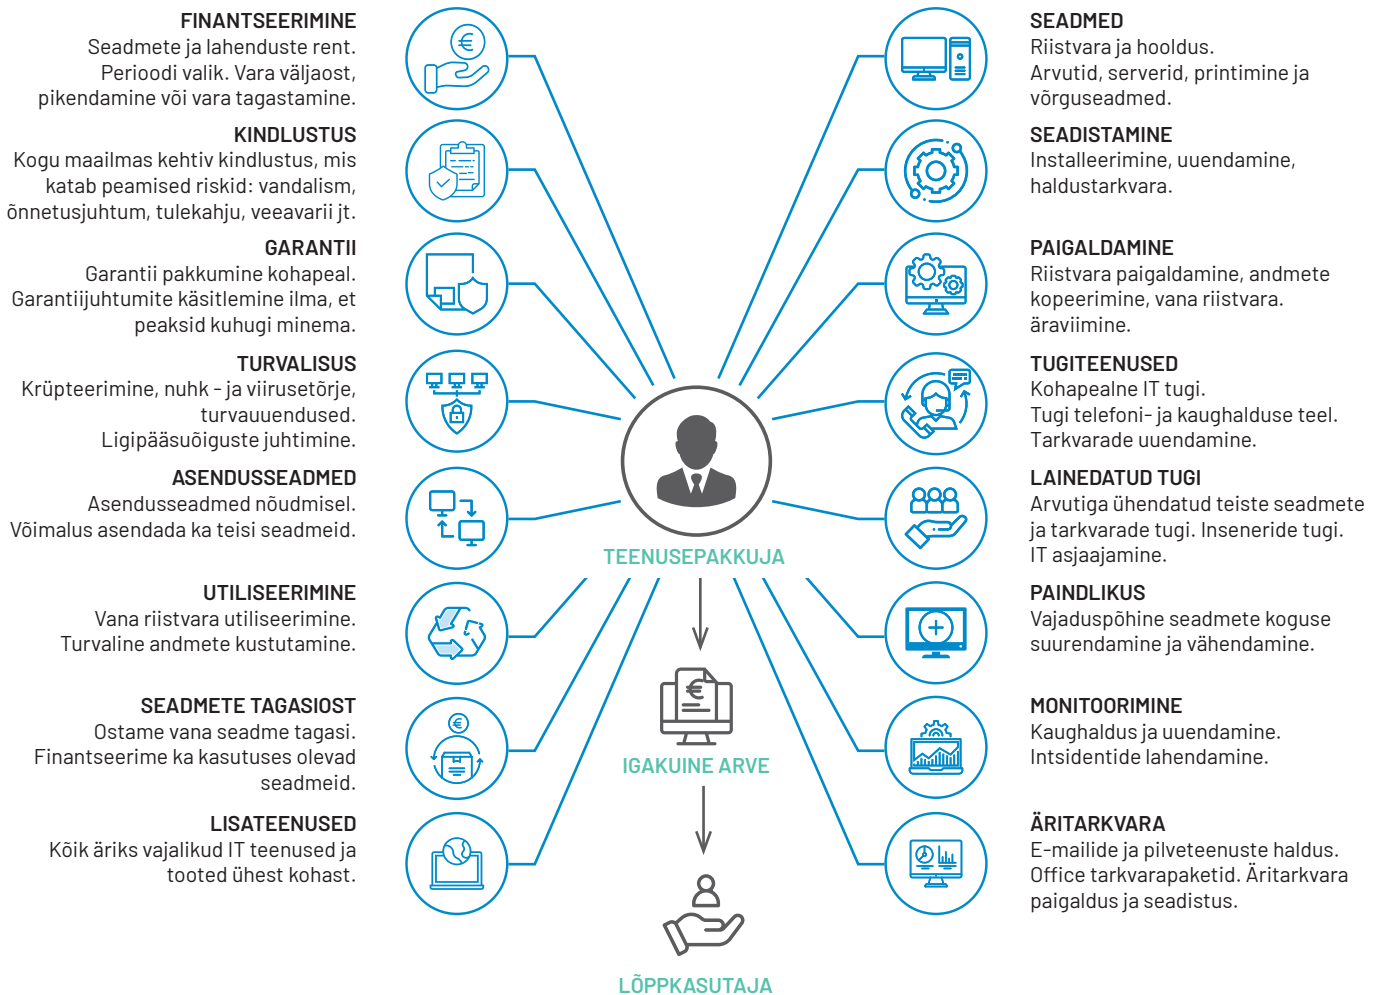 FINANTSEERIMINE
Seadmete ja lahenduste rent.
Perioodi valik. Vara väljaost,
pikendamine või vara tagastamine.
KINDLUSTUS
Kogu maailmas kehtiv kindlustus, mis
katab peamised riskid: vandalism,
õnnetusjuhtum, tulekahju, veeavarii jt.
GARANTII
Garantii pakkumine kohapeal.
Garantiijuhtumite käsitlemine ilma, et
peaksid kuhugi minema.
TURVALISUS
Krüpteerimine, nuhk - ja viirusetõrje,
turvauuendused.
Ligipääsuõiguste juhtimine.
ASENDUSSEADMED
Asendusseadmed nõudmisel.
Võimalus asendada ka teisi seadmeid.
UTILISEERIMINE
Vana riistvara utiliseerimine.
Turvaline andmete kustutamine.
SEADMETE TAGASIOST
Ostame vana seadme tagasi.
Finantseerime ka kasutuses olevad
seadmeid.
LISATEENUSED
Kõik äriks vajalikud IT teenused ja
tooted ühest kohast.
TEENUSEPAKKUJA
IGAKUINE ARVE
LÕPPKASUTAJA
SEADMED
Riistvara ja hooldus.
Arvutid, serverid, printimine ja
võrguseadmed.
SEADISTAMINE
Installeerimine, uuendamine,
haldustarkvara.
PAIGALDAMINE
Riistvara paigaldamine, andmete
kopeerimine, vana riistvara.
äraviimine.
TUGITEENUSED
Kohapealne IT tugi.
Tugi telefoni- ja kaughalduse teel.
Tarkvarade uuendamine.
LAINEDATUD TUGI
Arvutiga ühendatud teiste seadmete
ja tarkvarade tugi. Inseneride tugi.
IT asjaajamine.
PAINDLIKUS
Vajaduspõhine seadmete koguse
suurendamine ja vähendamine.
MONITOORIMINE
Kaughaldus ja uuendamine.
Intsidentide lahendamine.
ÄRITARKVARA
E-mailide ja pilveteenuste haldus.
Office tarkvarapaketid. Äritarkvara
paigaldus ja seadistus.